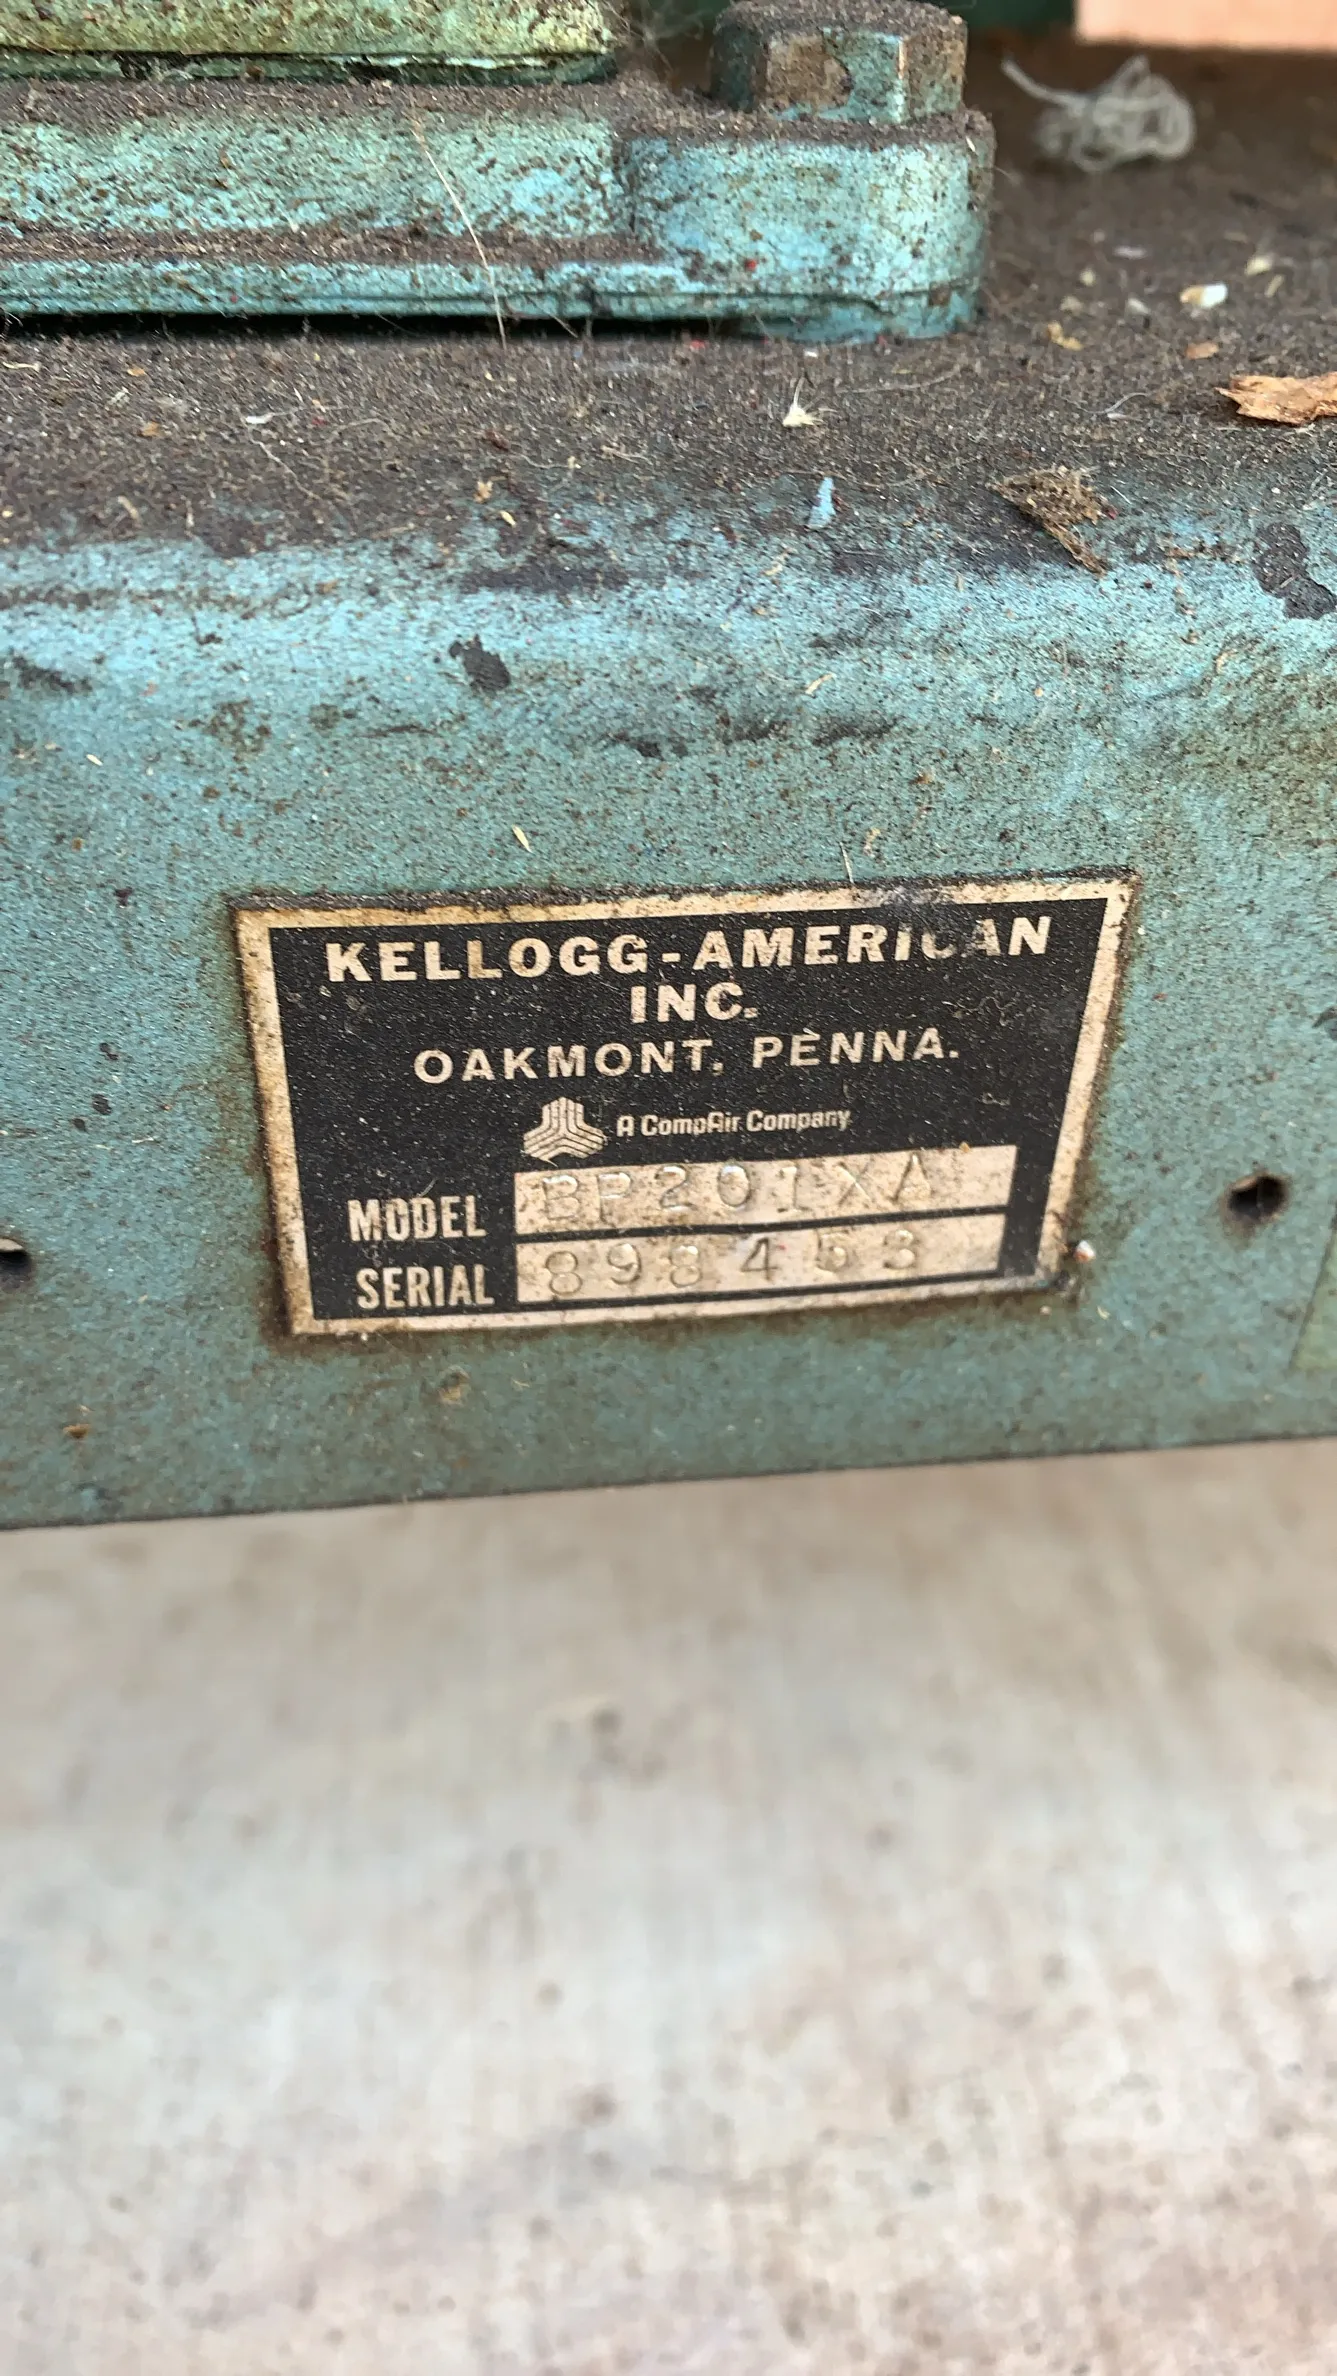 KELLOGG-AMERICAN
INC.
OAKMONT, PENNA.
A CompAir Company
MODEL BP201XA
SERIAL 898453